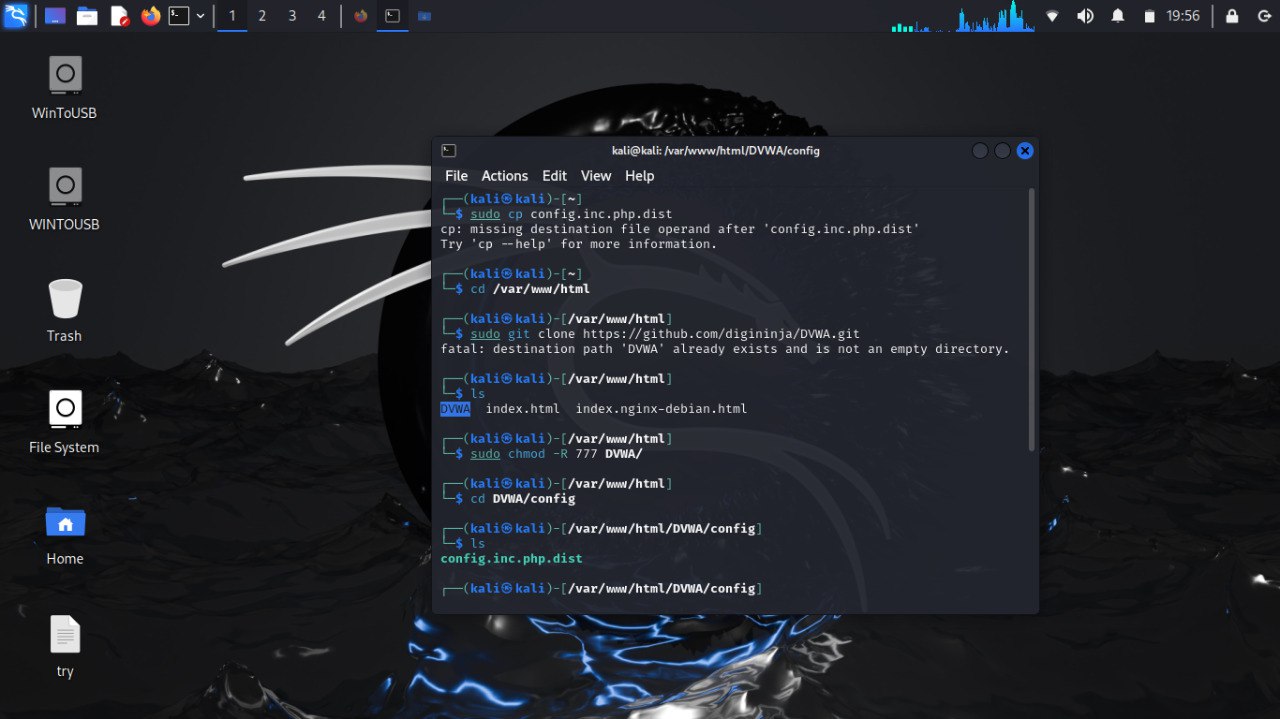 1 2 3 4
19:56
WinToUSB
WINTOUSB
Trash
File System
Home
try
kali@kali: /var/www/html/DVWA/config
File Actions Edit View Help
┌──(kali㉿kali)-[~]
└─$ sudo cp config.inc.php.dist
cp: missing destination file operand after 'config.inc.php.dist'
Try 'cp --help' for more information.
┌──(kali㉿kali)-[~]
└─$ cd /var/www/html
┌──(kali㉿kali)-[/var/www/html]
└─$ sudo git clone https://github.com/digininja/DVWA.git
fatal: destination path 'DVWA' already exists and is not an empty directory.
┌──(kali㉿kali)-[/var/www/html]
└─$ ls
DVWA index.html index.nginx-debian.html
┌──(kali㉿kali)-[/var/www/html]
└─$ sudo chmod -R 777 DVWA/
┌──(kali㉿kali)-[/var/www/html]
└─$ cd DVWA/config
┌──(kali㉿kali)-[/var/www/html/DVWA/config]
└─$ ls
config.inc.php.dist
┌──(kali㉿kali)-[/var/www/html/DVWA/config]